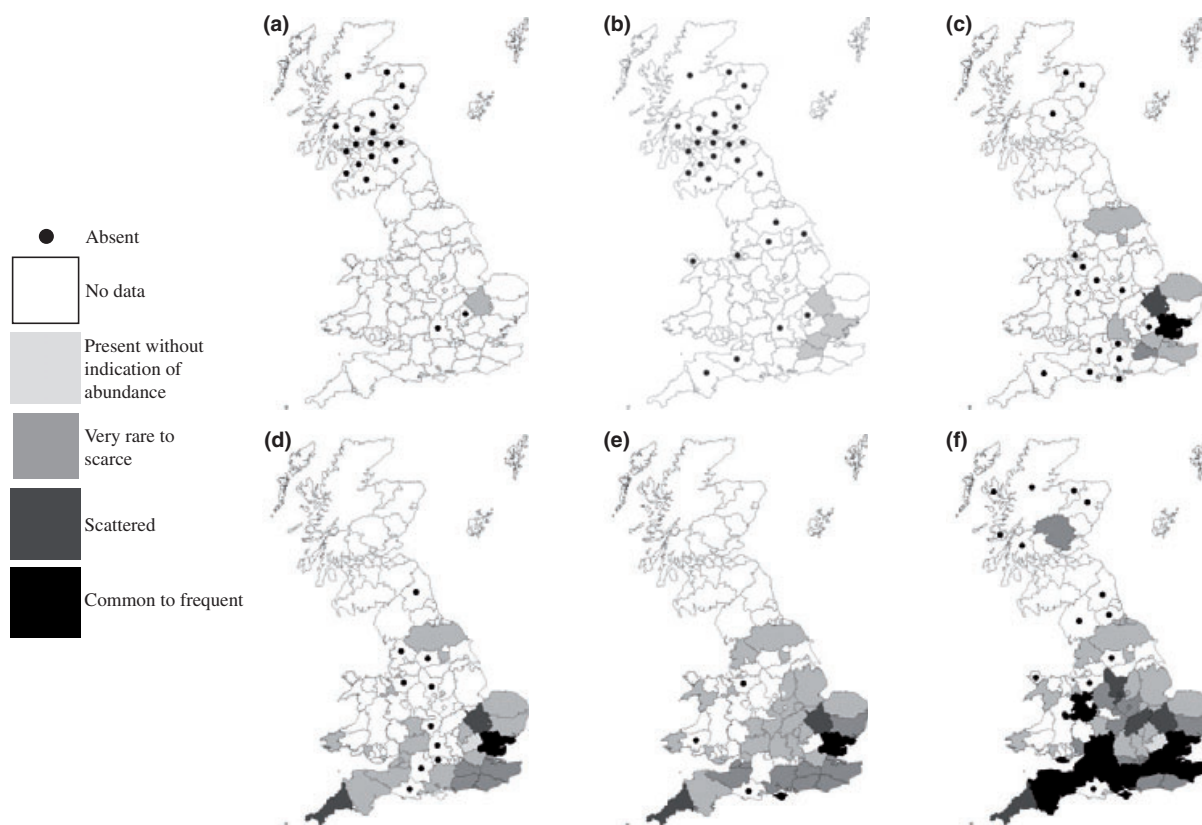 (a)
(b)
(c)
Absent
No data
Present without
indication of
abundance
Very rare to
scarce
Scattered
Common to frequent
(d)
(e)
(f)